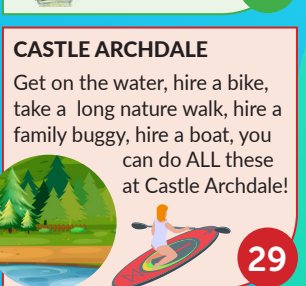 CASTLE ARCHDALE
Get on the water, hire a bike,
take a long nature walk, hire a
family buggy, hire a boat, you
can do ALL these
at Castle Archdale!
29